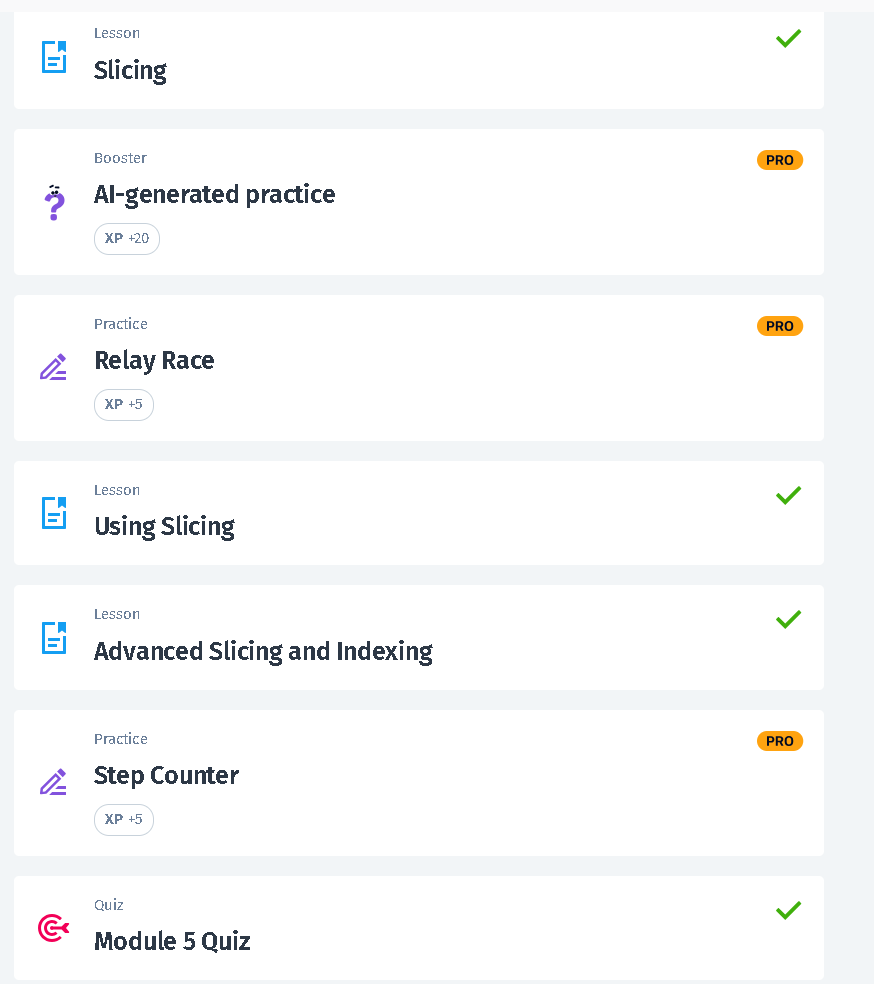 Lesson
Slicing
Booster
PRO
AI-generated practice
XP +20
Practice
PRO
Relay Race
XP +5
Lesson
Using Slicing
Lesson
Advanced Slicing and Indexing
Practice
PRO
Step Counter
XP +5
Quiz
Module 5 Quiz